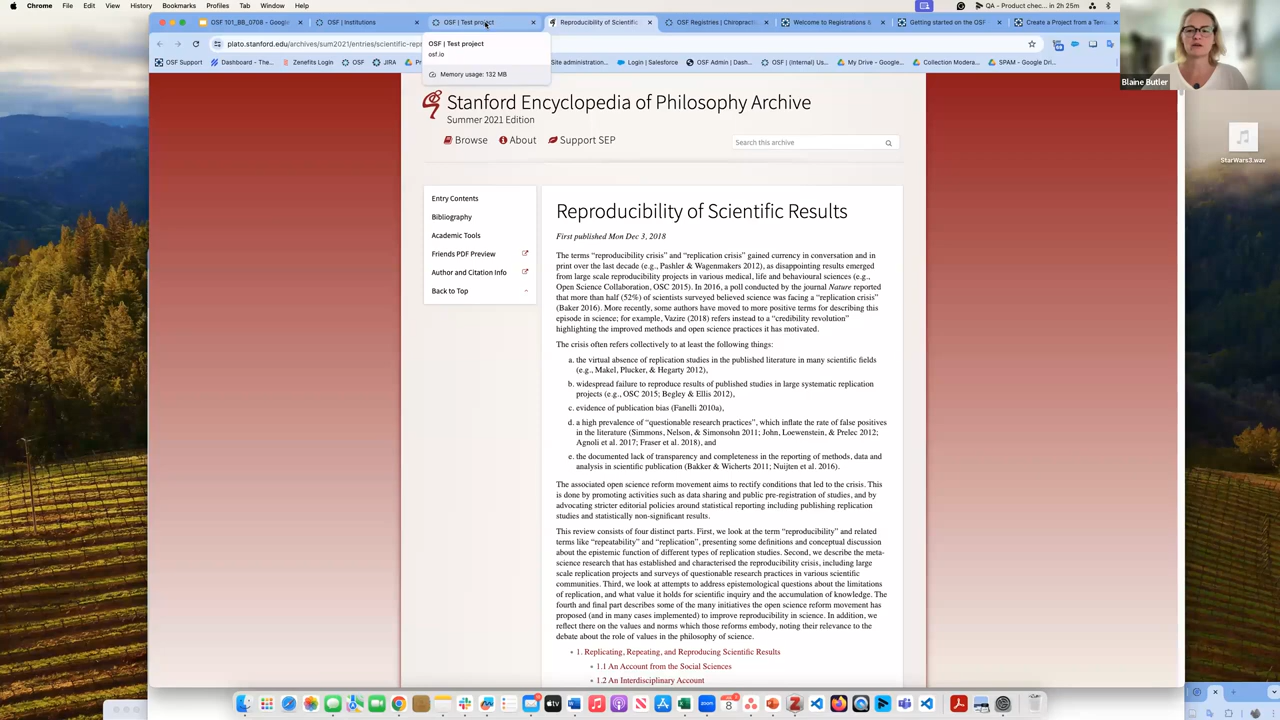 Chrome File Edit View History Bookmarks Profiles Tab Window Help
QA - Product chec... in 2h 25m
OSF 101_BB_0708 - Google
OSF | Institutions
OSF | Test project
Reproducibility of Scientific
OSF Registries | Chiropracti
Welcome to Registrations &
Getting started on the OSF
Create a Project from a Tem
plato.stanford.edu/archives/sum2021/entries/scientific-rep
OSF | Test project
osf.io
Memory usage: 132 MB
OSF Support
Dashboard - The...
Zenefits Login
OSF
JIRA
Site administration...
Login | Salesforce
OSF Admin | Dash...
OSF | (Internal) Us...
My Drive - Google...
Collection Modera...
SPAM - Google Dri...
Blaine Butler
StarWars3.wav
Stanford Encyclopedia of Philosophy Archive
Summer 2021 Edition
Browse
About
Support SEP
Search this archive
Entry Contents
Bibliography
Academic Tools
Friends PDF Preview
Author and Citation Info
Back to Top
Reproducibility of Scientific Results
First published Mon Dec 3, 2018
The terms “reproducibility crisis” and “replication crisis” gained currency in conversation and in
print over the last decade (e.g., Pashler & Wagenmakers 2012), as disappointing results emerged
from large scale reproducibility projects in various medical, life and behavioural sciences (e.g.,
Open Science Collaboration, OSC 2015). In 2016, a poll conducted by the journal Nature reported
that more than half (52%) of scientists surveyed believed science was facing a “replication crisis”
(Baker 2016). More recently, some authors have moved to more positive terms for describing this
episode in science; for example, Vazire (2018) refers instead to a “credibility revolution”
highlighting the improved methods and open science practices it has motivated.
The crisis often refers collectively to at least the following things:
a. the virtual absence of replication studies in the published literature in many scientific fields
(e.g., Makel, Plucker, & Hegarty 2012),
b. widespread failure to reproduce results of published studies in large systematic replication
projects (e.g., OSC 2015; Begley & Ellis 2012),
c. evidence of publication bias (Fanelli 2010a),
d. a high prevalence of “questionable research practices”, which inflate the rate of false positives
in the literature (Simmons, Nelson, & Simonsohn 2011; John, Loewenstein, & Prelec 2012;
Agnoli et al. 2017; Fraser et al. 2018), and
e. the documented lack of transparency and completeness in the reporting of methods, data and
analysis in scientific publication (Bakker & Wicherts 2011; Nuijten et al. 2016).
The associated open science reform movement aims to rectify conditions that led to the crisis. This
is done by promoting activities such as data sharing and public pre-registration of studies, and by
advocating stricter editorial policies around statistical reporting including publishing replication
studies and statistically non-significant results.
This review consists of four distinct parts. First, we look at the term “reproducibility” and related
terms like “repeatability” and “replication”, presenting some definitions and conceptual discussion
about the epistemic function of different types of replication studies. Second, we describe the meta-
science research that has established and characterised the reproducibility crisis, including large
scale replication projects and surveys of questionable research practices in various scientific
communities. Third, we look at attempts to address epistemological questions about the limitations
of replication, and what value it holds for scientific inquiry and the accumulation of knowledge. The
fourth and final part describes some of the many initiatives the open science reform movement has
proposed (and in many cases implemented) to improve reproducibility in science. In addition, we
reflect there on the values and norms which those reforms embody, noting their relevance to the
debate about the role of values in the philosophy of science.
1. Replicating, Repeating, and Reproducing Scientific Results
1.1 An Account from the Social Sciences
1.2 An Interdisciplinary Account